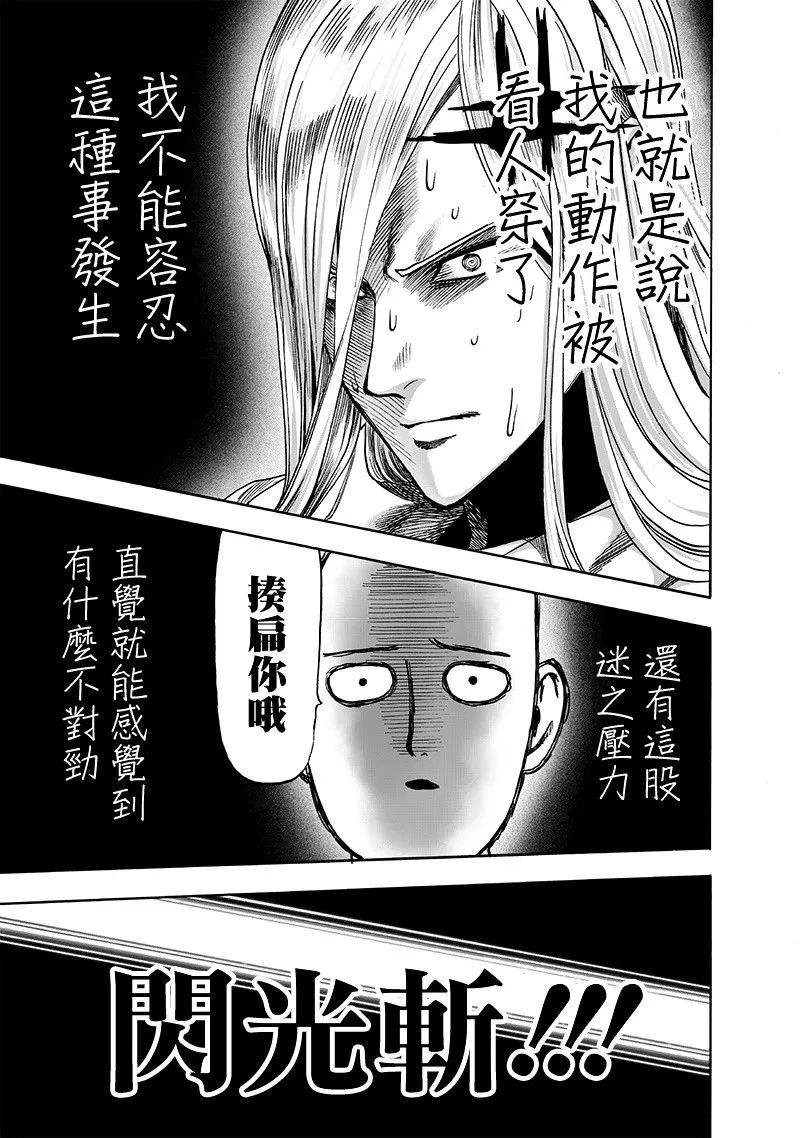 也就是說
我的動作被
看人穿了
我不能容忍
這種事發生
還有這股
迷之壓力
揍扁你哦
直覺就能感覺到
有什麼不對勁
閃光斬!!!